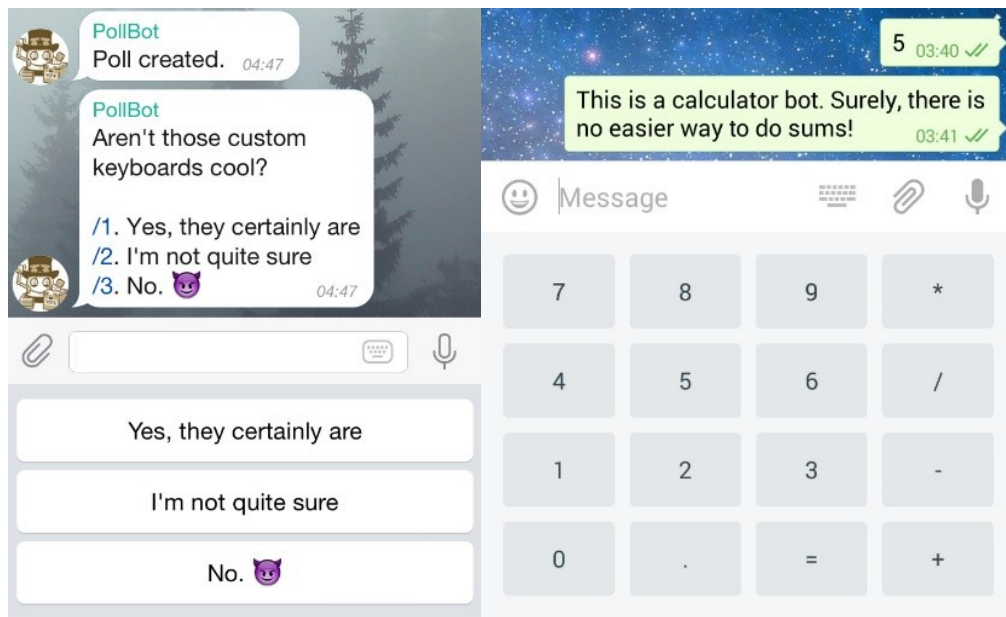 PollBot
Poll created. 04:47
PollBot
Aren't those custom
keyboards cool?
/1. Yes, they certainly are
/2. I'm not quite sure
/3. No. 😈 04:47
Yes, they certainly are
I'm not quite sure
No. 😈
5 03:40
This is a calculator bot. Surely, there is
no easier way to do sums! 03:41
Message
7 8 9 *
4 5 6 /
1 2 3 -
0 . = +